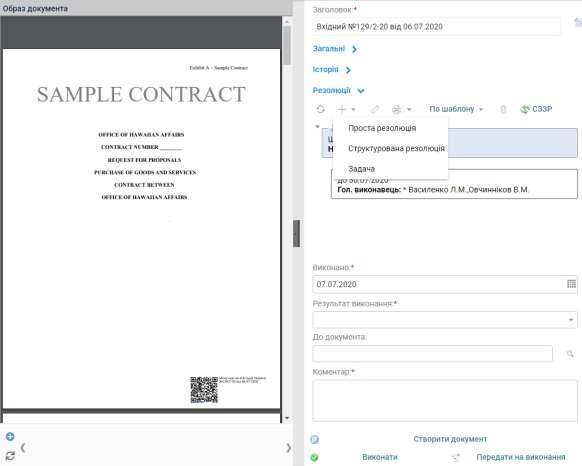 Образ документа
Exhibit A – Sample Contract
SAMPLE CONTRACT
OFFICE OF HAWAIIAN AFFAIRS
CONTRACT NUMBER ________
REQUEST FOR PROPOSALS
PURCHASE OF GOODS AND SERVICES
CONTRACT BETWEEN
OFFICE OF HAWAIIAN AFFAIRS
Заголовок:*
Вхідний №129/2-20 від 06.07.2020
Загальні
Історія
Резолюції
По шаблону
СЗЗР
Проста резолюція
Структурована резолюція
Задача
до 30.07.2020
Гол. виконавець: * Василенко Л.М.,Овчинніков В.М.
Виконано:*
07.07.2020
Результат виконання:*
До документа:
Коментар:*
Створити документ
Виконати
Передати на виконання